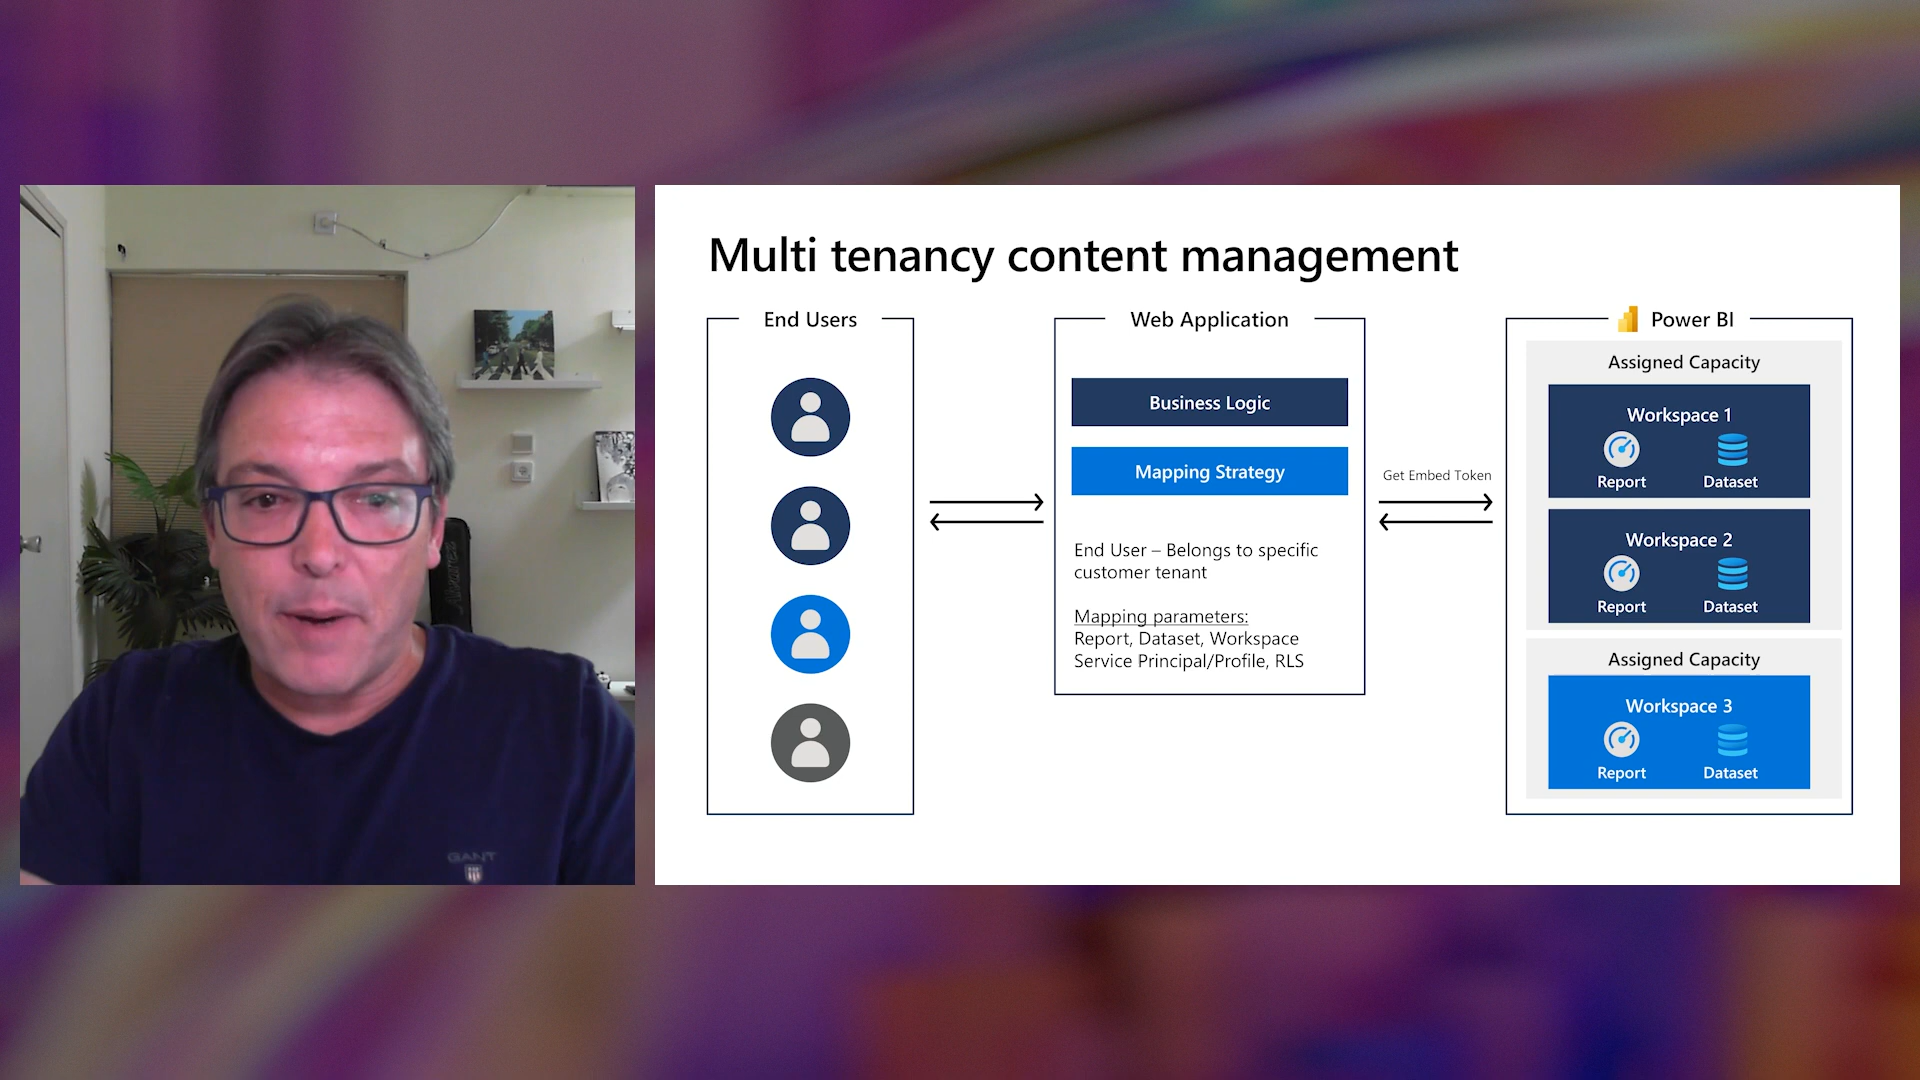 Multi tenancy content management
End Users
Web Application
Business Logic
Mapping Strategy
End User – Belongs to specific
customer tenant
Mapping parameters:
Report, Dataset, Workspace
Service Principal/Profile, RLS
Get Embed Token
Power BI
Assigned Capacity
Workspace 1
Report Dataset
Workspace 2
Report Dataset
Assigned Capacity
Workspace 3
Report Dataset
GANT